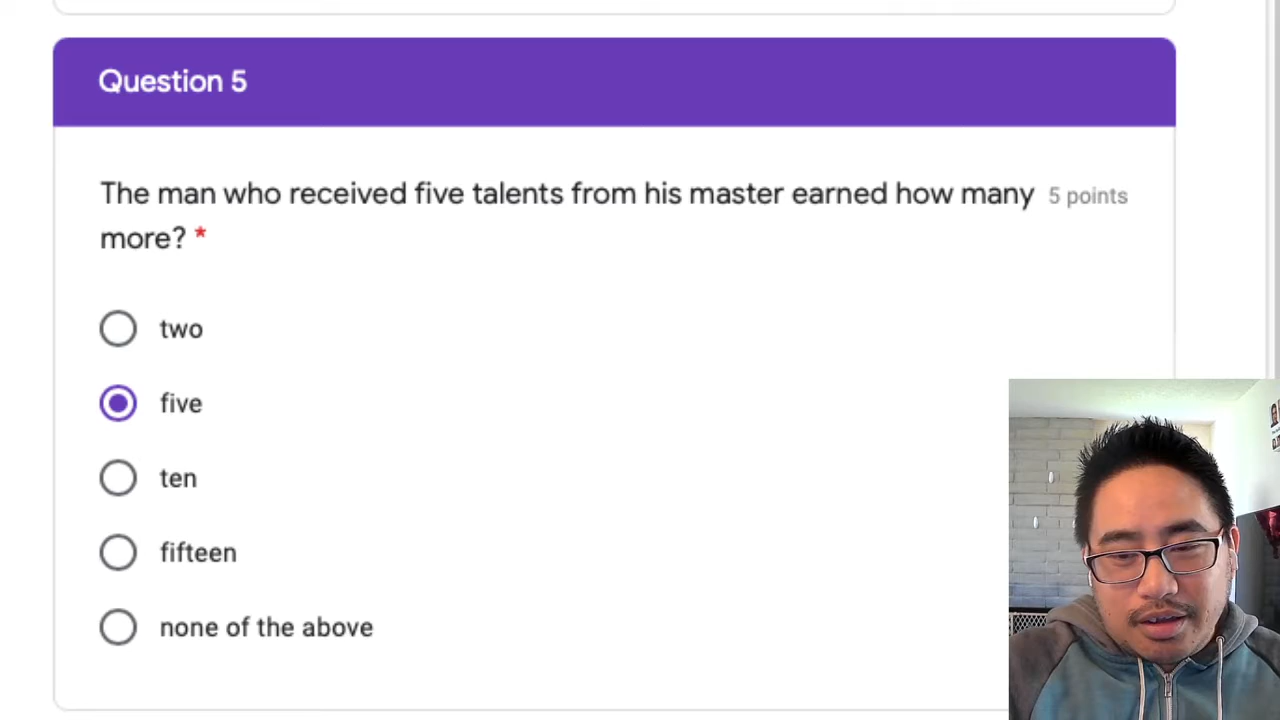 Question 5
The man who received five talents from his master earned how many 5 points
more? *
two
five
ten
fifteen
none of the above